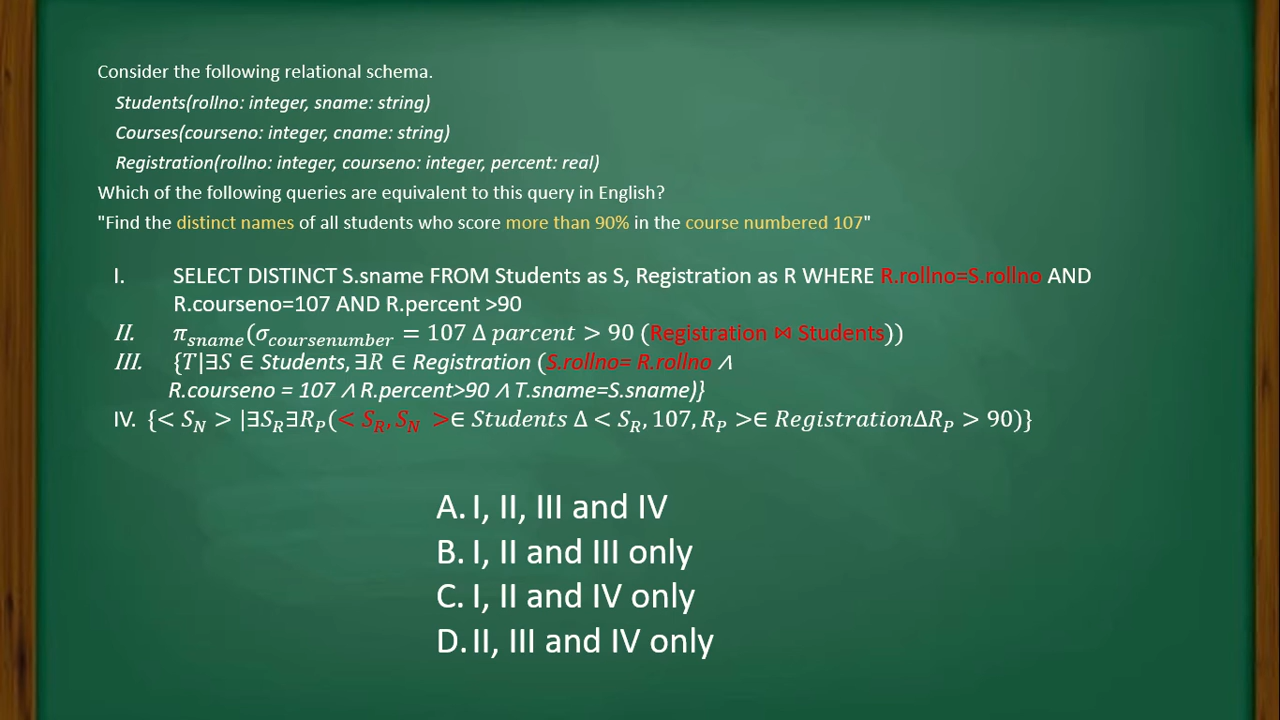 Consider the following relational schema.
Students(rollno: integer, sname: string)
Courses(courseno: integer, cname: string)
Registration(rollno: integer, courseno: integer, percent: real)
Which of the following queries are equivalent to this query in English?
"Find the distinct names of all students who score more than 90% in the course numbered 107"
I. SELECT DISTINCT S.sname FROM Students as S, Registration as R WHERE R.rollno=S.rollno AND
R.courseno=107 AND R.percent >90
II. π_sname(σ_coursenumber = 107 Δ parcent > 90 (Registration ⋈ Students))
III. {T|∃S ∈ Students, ∃R ∈ Registration (S.rollno= R.rollno ∧
R.courseno = 107 ∧ R.percent>90 ∧ T.sname=S.sname)}
IV. {< S_N > |∃S_R∃R_P(< S_R, S_N >∈ Students Δ < S_R, 107, R_P >∈ RegistrationΔR_P > 90)}
A. I, II, III and IV
B. I, II and III only
C. I, II and IV only
D. II, III and IV only